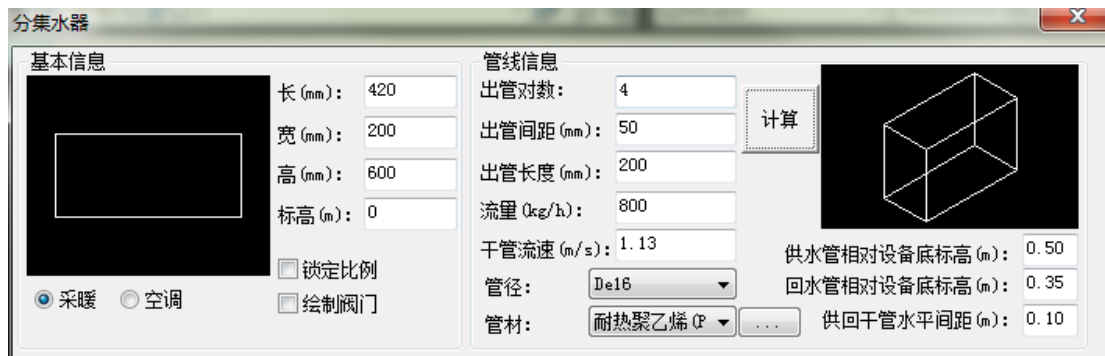 分集水器
基本信息
长(mm): 420
宽(mm): 200
高(mm): 600
标高(m): 0
锁定比例
绘制阀门
采暖 空调
管线信息
出管对数: 4
出管间距(mm): 50
出管长度(mm): 200
流量(kg/h): 800
干管流速(m/s): 1.13
管径: De16
管材: 耐热聚乙烯(P ...
计算
供水管相对设备底标高(m): 0.50
回水管相对设备底标高(m): 0.35
供回干管水平间距(m): 0.10